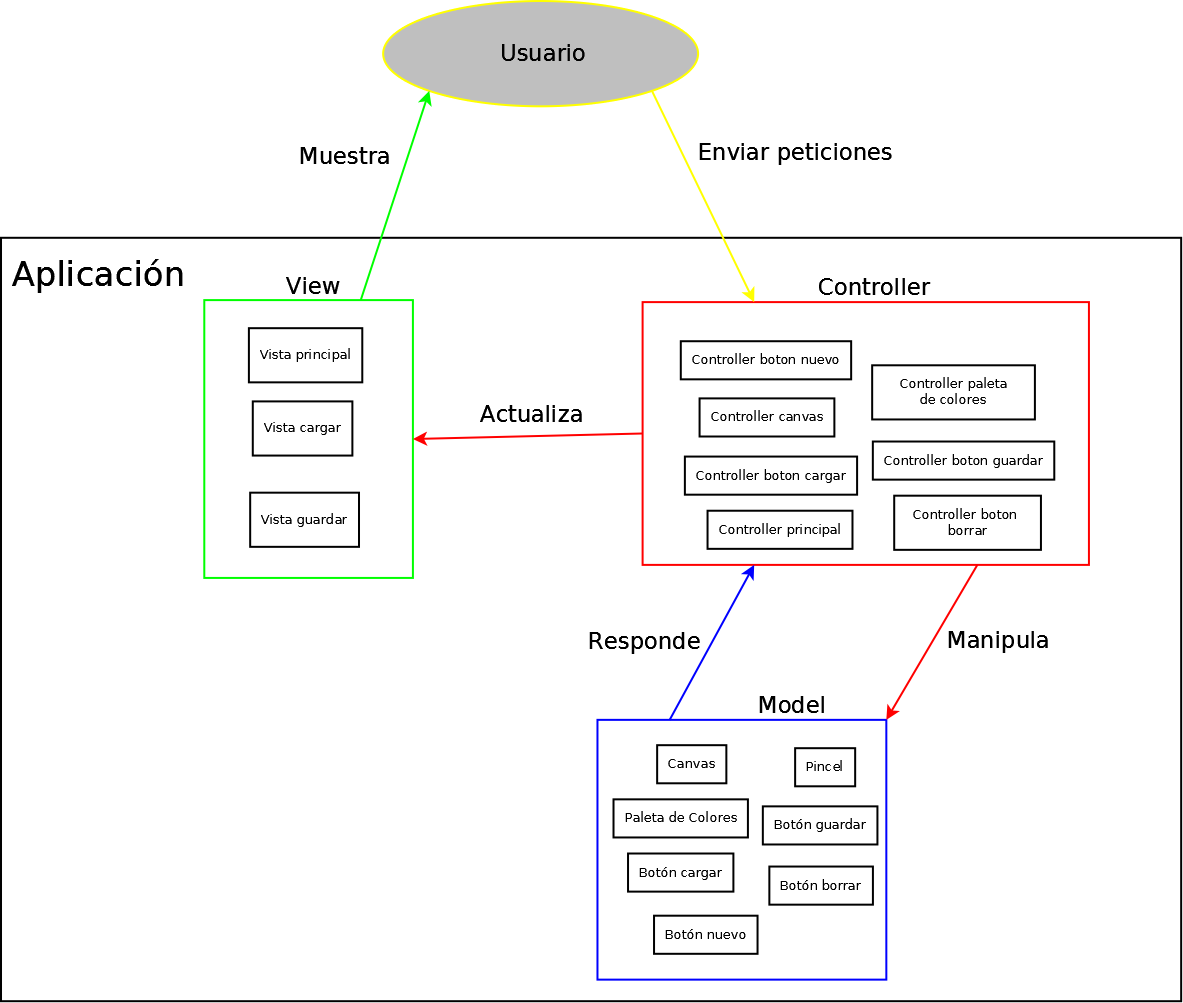 Usuario
Muestra
Enviar peticiones
Aplicación
View
Controller
Vista principal
Vista cargar
Vista guardar
Actualiza
Controller boton nuevo
Controller canvas
Controller boton cargar
Controller principal
Controller paleta
de colores
Controller boton guardar
Controller boton
borrar
Responde
Manipula
Model
Canvas
Pincel
Paleta de Colores
Botón guardar
Botón cargar
Botón borrar
Botón nuevo